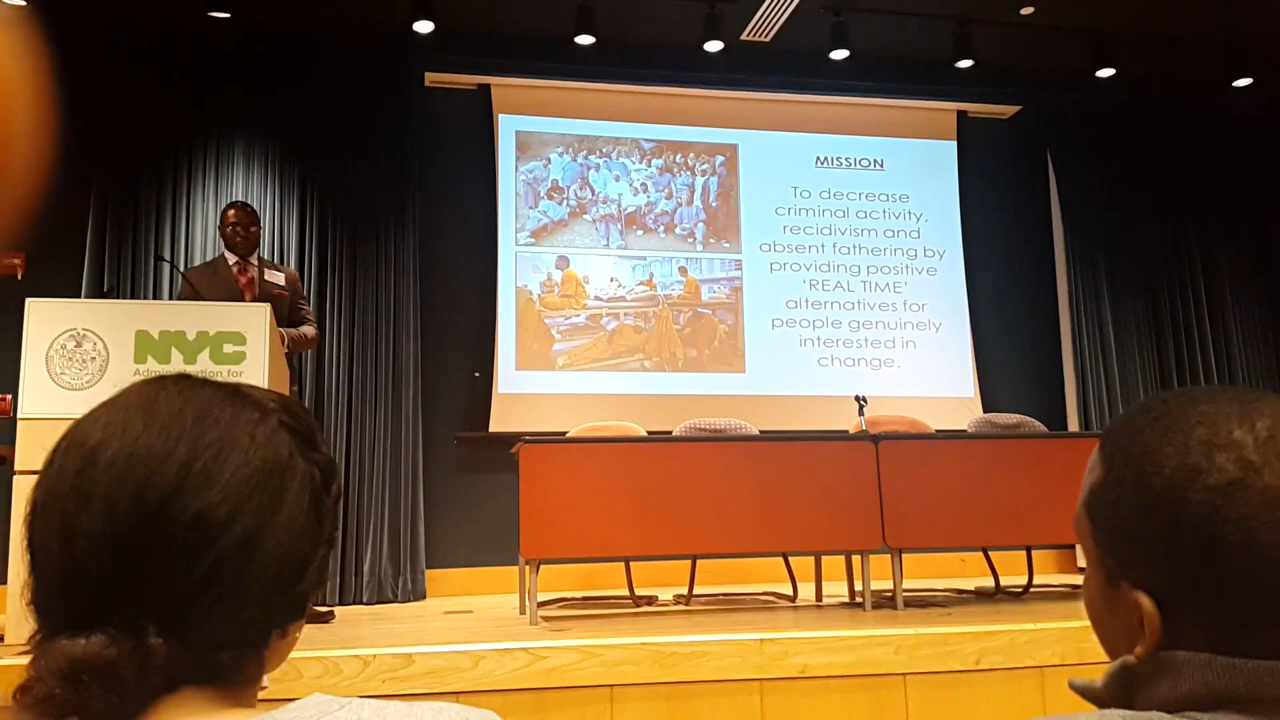 NYC
Administration for
MISSION
To decrease
criminal activity,
recidivism and
absent fathering by
providing positive
‘REAL TIME’
alternatives for
people genuinely
interested in
change.